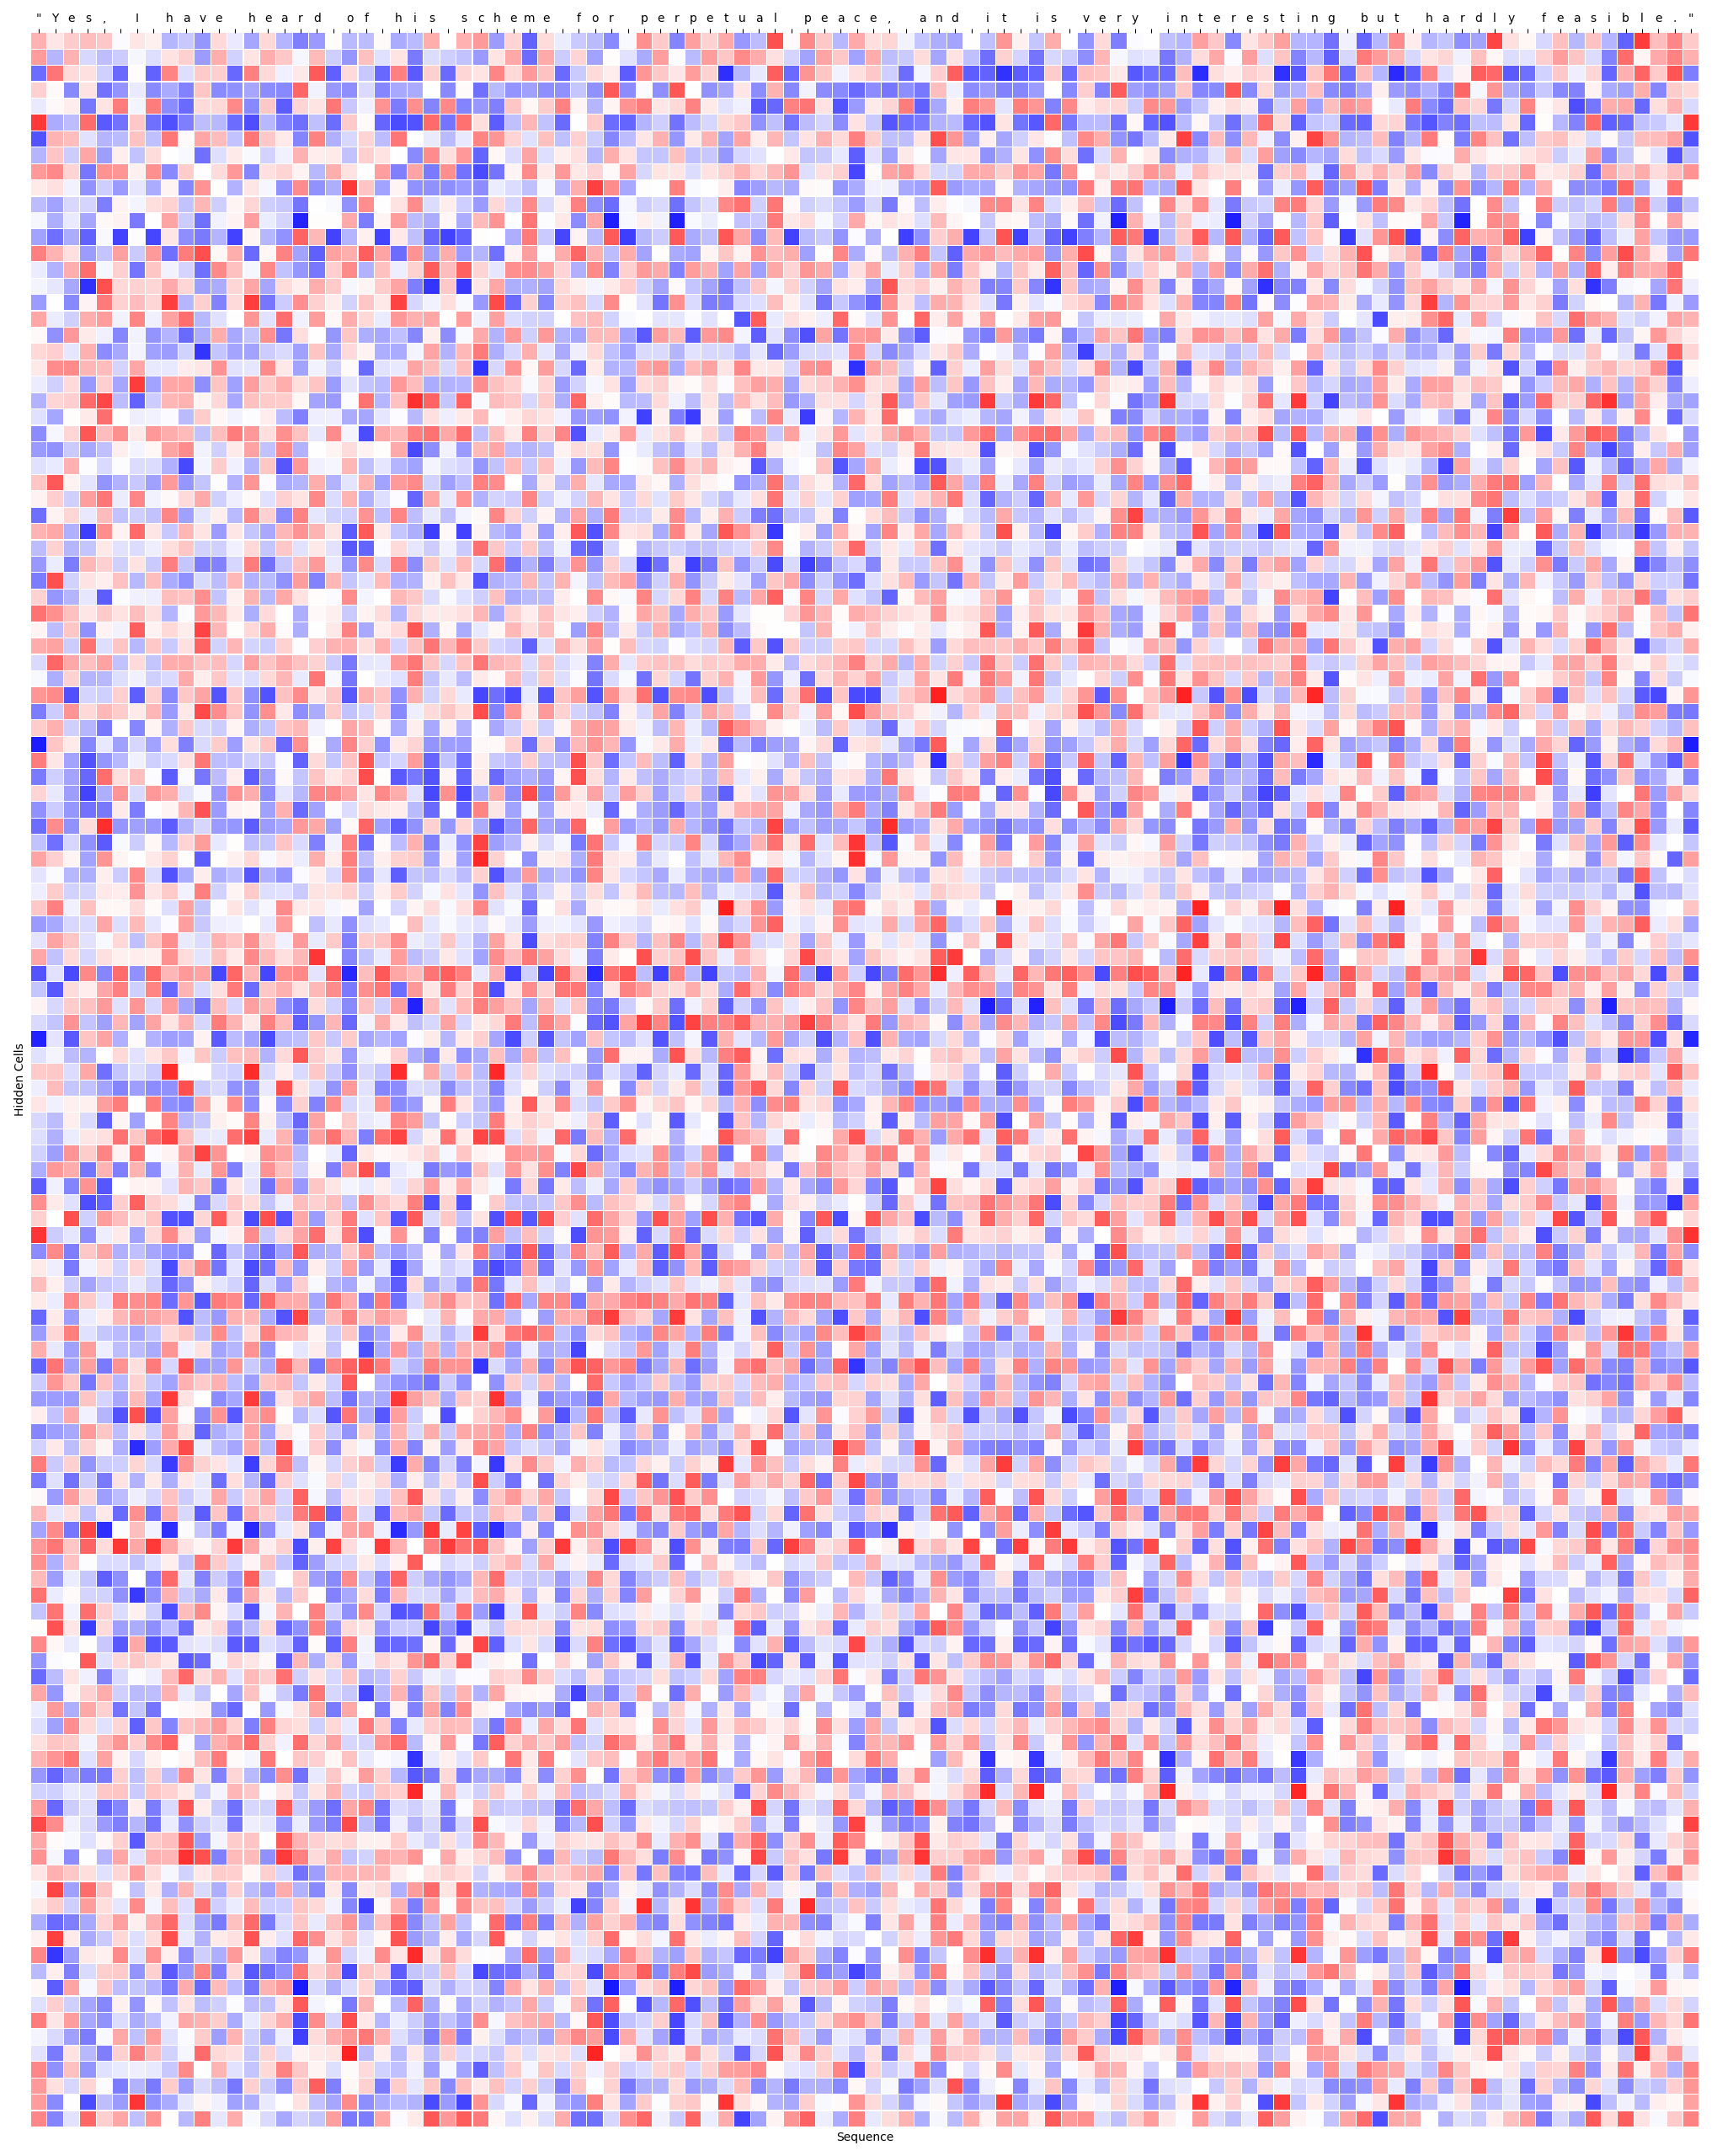 "Yes, I have heard of his scheme for perpetual peace, and it is very interesting but hardly feasible."
Hidden Cells
Sequence